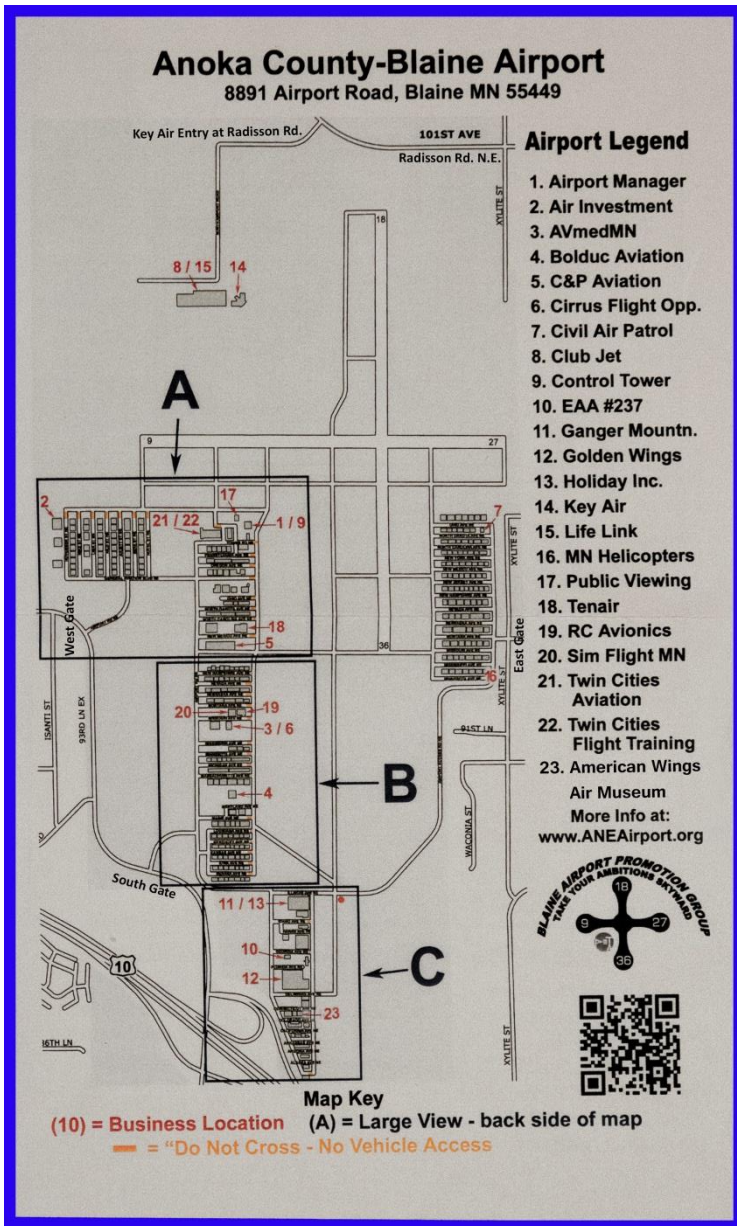 Anoka County-Blaine Airport
8891 Airport Road, Blaine MN 55449
Key Air Entry at Radisson Rd.
101ST AVE
Radisson Rd. N.E.
XYLITE ST
18
8 / 15
14
A
9
27
2
21 / 22
17
1 / 9
7
XYLITE ST
West Gate
18
5
36
East Gate
16
XYLITE ST
ISANTI ST
93RD LN EX
20
19
3 / 6
91ST LN
B
4
WACONIA ST
South Gate
11 / 13
10
10
C
12
23
XYLITE ST
Airport Legend
1. Airport Manager
2. Air Investment
3. AVmedMN
4. Bolduc Aviation
5. C&P Aviation
6. Cirrus Flight Opp.
7. Civil Air Patrol
8. Club Jet
9. Control Tower
10. EAA #237
11. Ganger Mountn.
12. Golden Wings
13. Holiday Inc.
14. Key Air
15. Life Link
16. MN Helicopters
17. Public Viewing
18. Tenair
19. RC Avionics
20. Sim Flight MN
21. Twin Cities
Aviation
22. Twin Cities
Flight Training
23. American Wings
Air Museum
More Info at:
www.ANEAirport.org
BLAINE AIRPORT PROMOTION GROUP
TAKE YOUR AMBITIONS SKYWARD
18
9
27
36
Map Key
(10) = Business Location
(A) = Large View - back side of map
= “Do Not Cross - No Vehicle Access